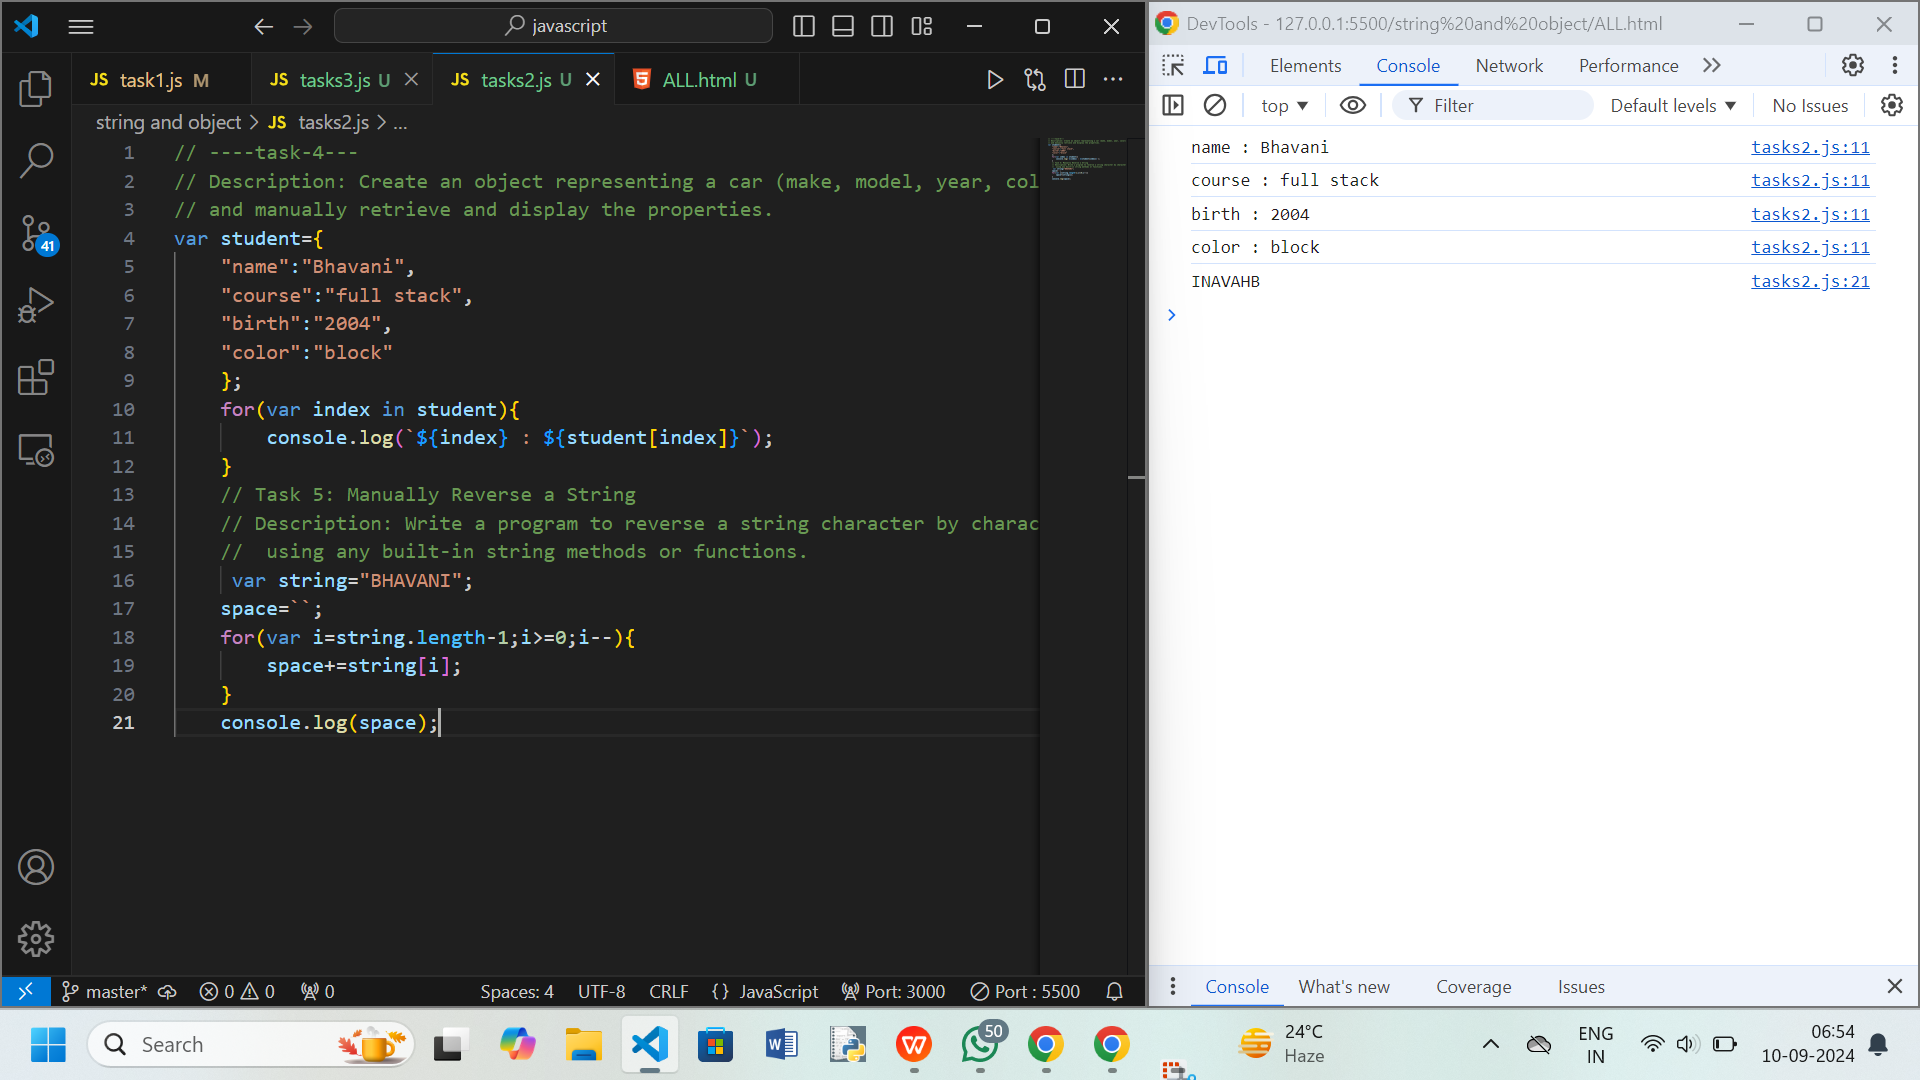 javascript
JS task1.js M
JS tasks3.js U
JS tasks2.js U
ALL.html U
string and object > JS tasks2.js > ...
1 // ----task-4---
2 // Description: Create an object representing a car (make, model, year, col
3 // and manually retrieve and display the properties.
4 var student={
5 "name":"Bhavani",
6 "course":"full stack",
7 "birth":"2004",
8 "color":"block"
9 };
10 for(var index in student){
11 console.log(`${index} : ${student[index]}`);
12 }
13 // Task 5: Manually Reverse a String
14 // Description: Write a program to reverse a string character by charac
15 //  using any built-in string methods or functions.
16 var string="BHAVANI";
17 space=``;
18 for(var i=string.length-1;i>=0;i--){
19 space+=string[i];
20 }
21 console.log(space);
41
master* 0 0 0 Spaces: 4 UTF-8 CRLF {} JavaScript Port: 3000 Port : 5500
DevTools - 127.0.0.1:5500/string%20and%20object/ALL.html
Elements Console Network Performance
top Filter Default levels No Issues
name : Bhavani tasks2.js:11
course : full stack tasks2.js:11
birth : 2004 tasks2.js:11
color : block tasks2.js:11
INAVAHB tasks2.js:21
Console What's new Coverage Issues
Search
W
W
50
24°C
Haze
ENG
IN
06:54
10-09-2024